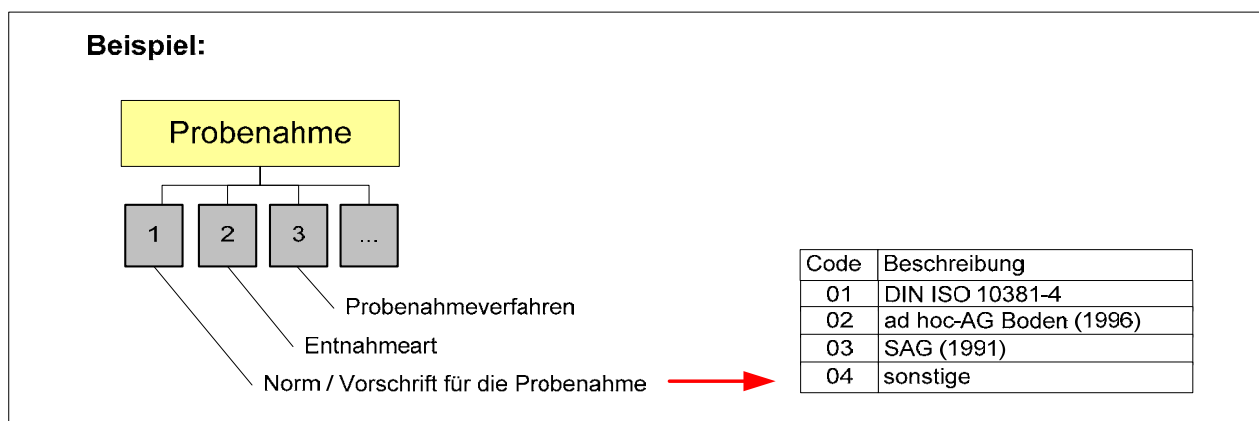 Beispiel:
Probenahme
1 2 3 ...
Probenahmeverfahren
Entnahmeart
Norm / Vorschrift für die Probenahme
Code Beschreibung
01 DIN ISO 10381-4
02 ad hoc-AG Boden (1996)
03 SAG (1991)
04 sonstige